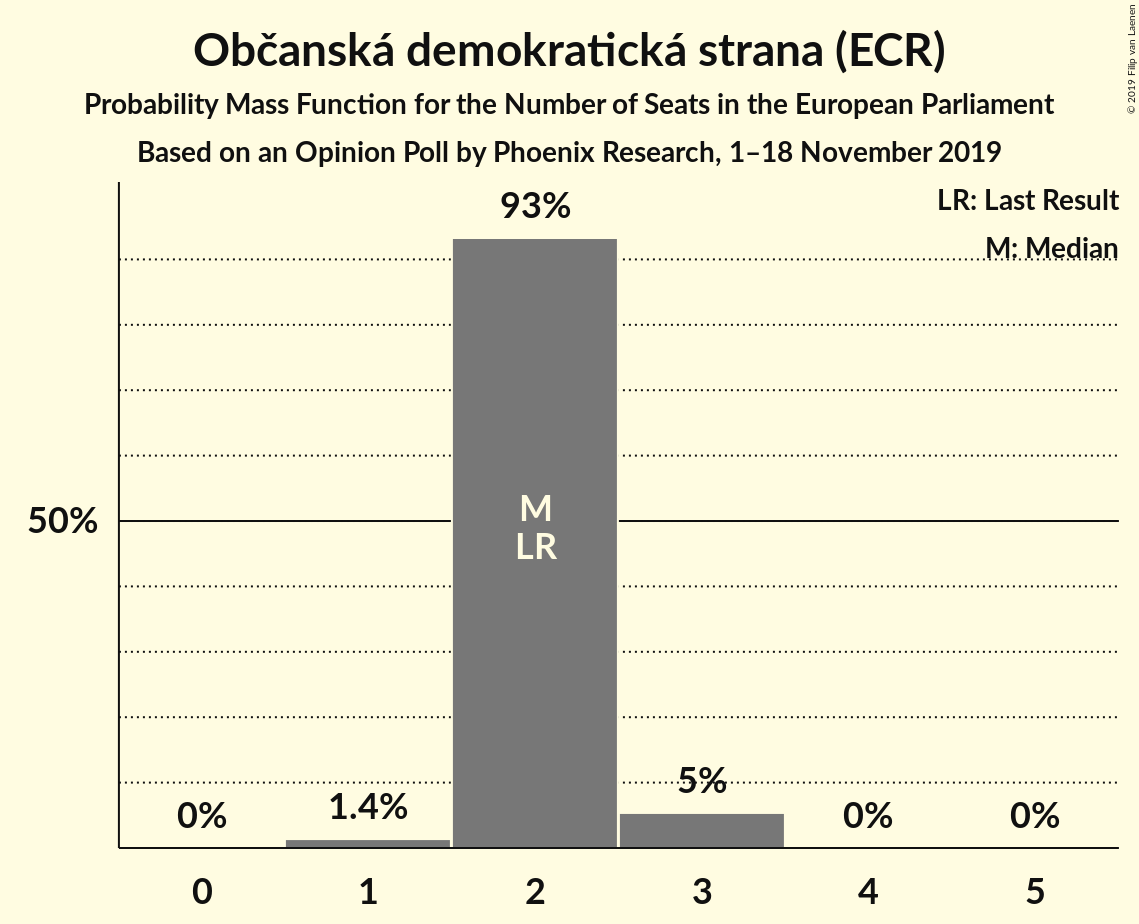 Občanská demokratická strana (ECR)
Probability Mass Function for the Number of Seats in the European Parliament
Based on an Opinion Poll by Phoenix Research, 1–18 November 2019
© 2019 Filip van Laenen
LR: Last Result
M: Median
93%
50%
M
LR
0%
1.4%
5%
0%
0%
0
1
2
3
4
5